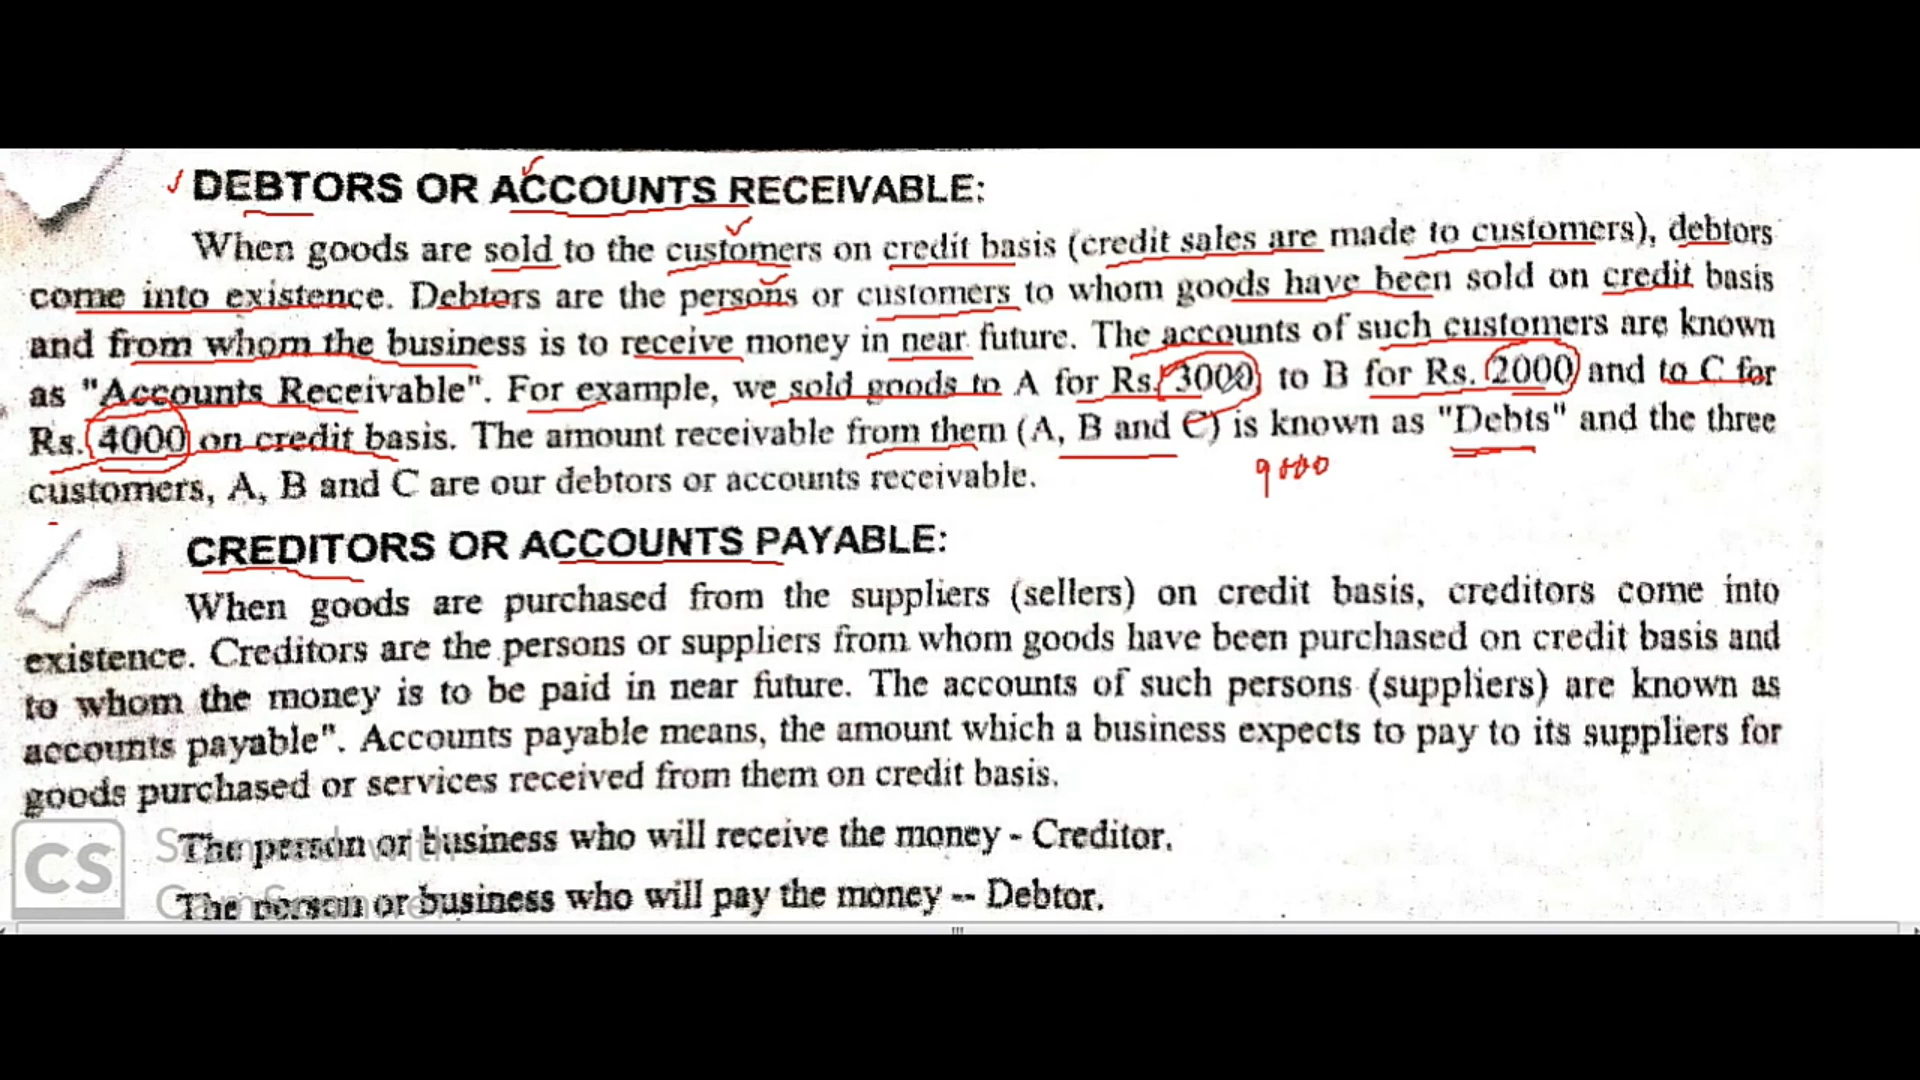 DEBTORS OR ACCOUNTS RECEIVABLE:
When goods are sold to the customers on credit basis (credit sales are made to customers), debtors
come into existence. Debtors are the persons or customers to whom goods have been sold on credit basis
and from whom the business is to receive money in near future. The accounts of such customers are known
as "Accounts Receivable". For example, we sold goods to A for Rs. 3000 to B for Rs. 2000 and to C for
Rs. 4000 on credit basis. The amount receivable from them (A, B and C) is known as "Debts" and the three
9000
customers, A, B and C are our debtors or accounts receivable.
CREDITORS OR ACCOUNTS PAYABLE:
When goods are purchased from the suppliers (sellers) on credit basis, creditors come into
existence. Creditors are the persons or suppliers from whom goods have been purchased on credit basis and
to whom the money is to be paid in near future. The accounts of such persons (suppliers) are known as
accounts payable". Accounts payable means, the amount which a business expects to pay to its suppliers for
goods purchased or services received from them on credit basis.
The person or business who will receive the money - Creditor.
The person or business who will pay the money -- Debtor.
CS
Scanned with
CamScanner